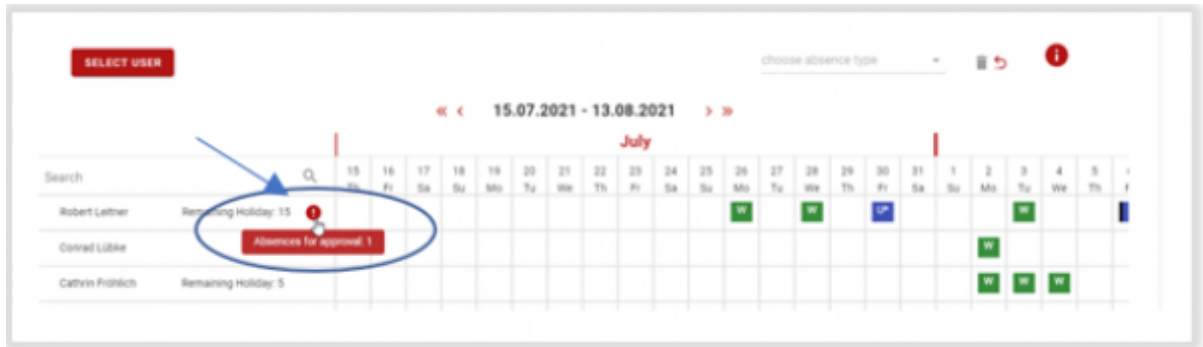 SELECT USER
choose absence type
15.07.2021 - 13.08.2021
July
Search
15 16 17 18 19 20 21 22 23 24 25 26 27 28 29 30 31 1 2 3 4 5
Th Fr Sa Su Mo Tu We Th Fr Sa Su Mo Tu We Th Fr Sa Su Mo Tu We Th
Robert Leitner Remaining Holiday: 15 W W U* W
Absences for approval: 1
Conrad Lübke W
Cathrin Fröhlich Remaining Holiday: 5 W W W